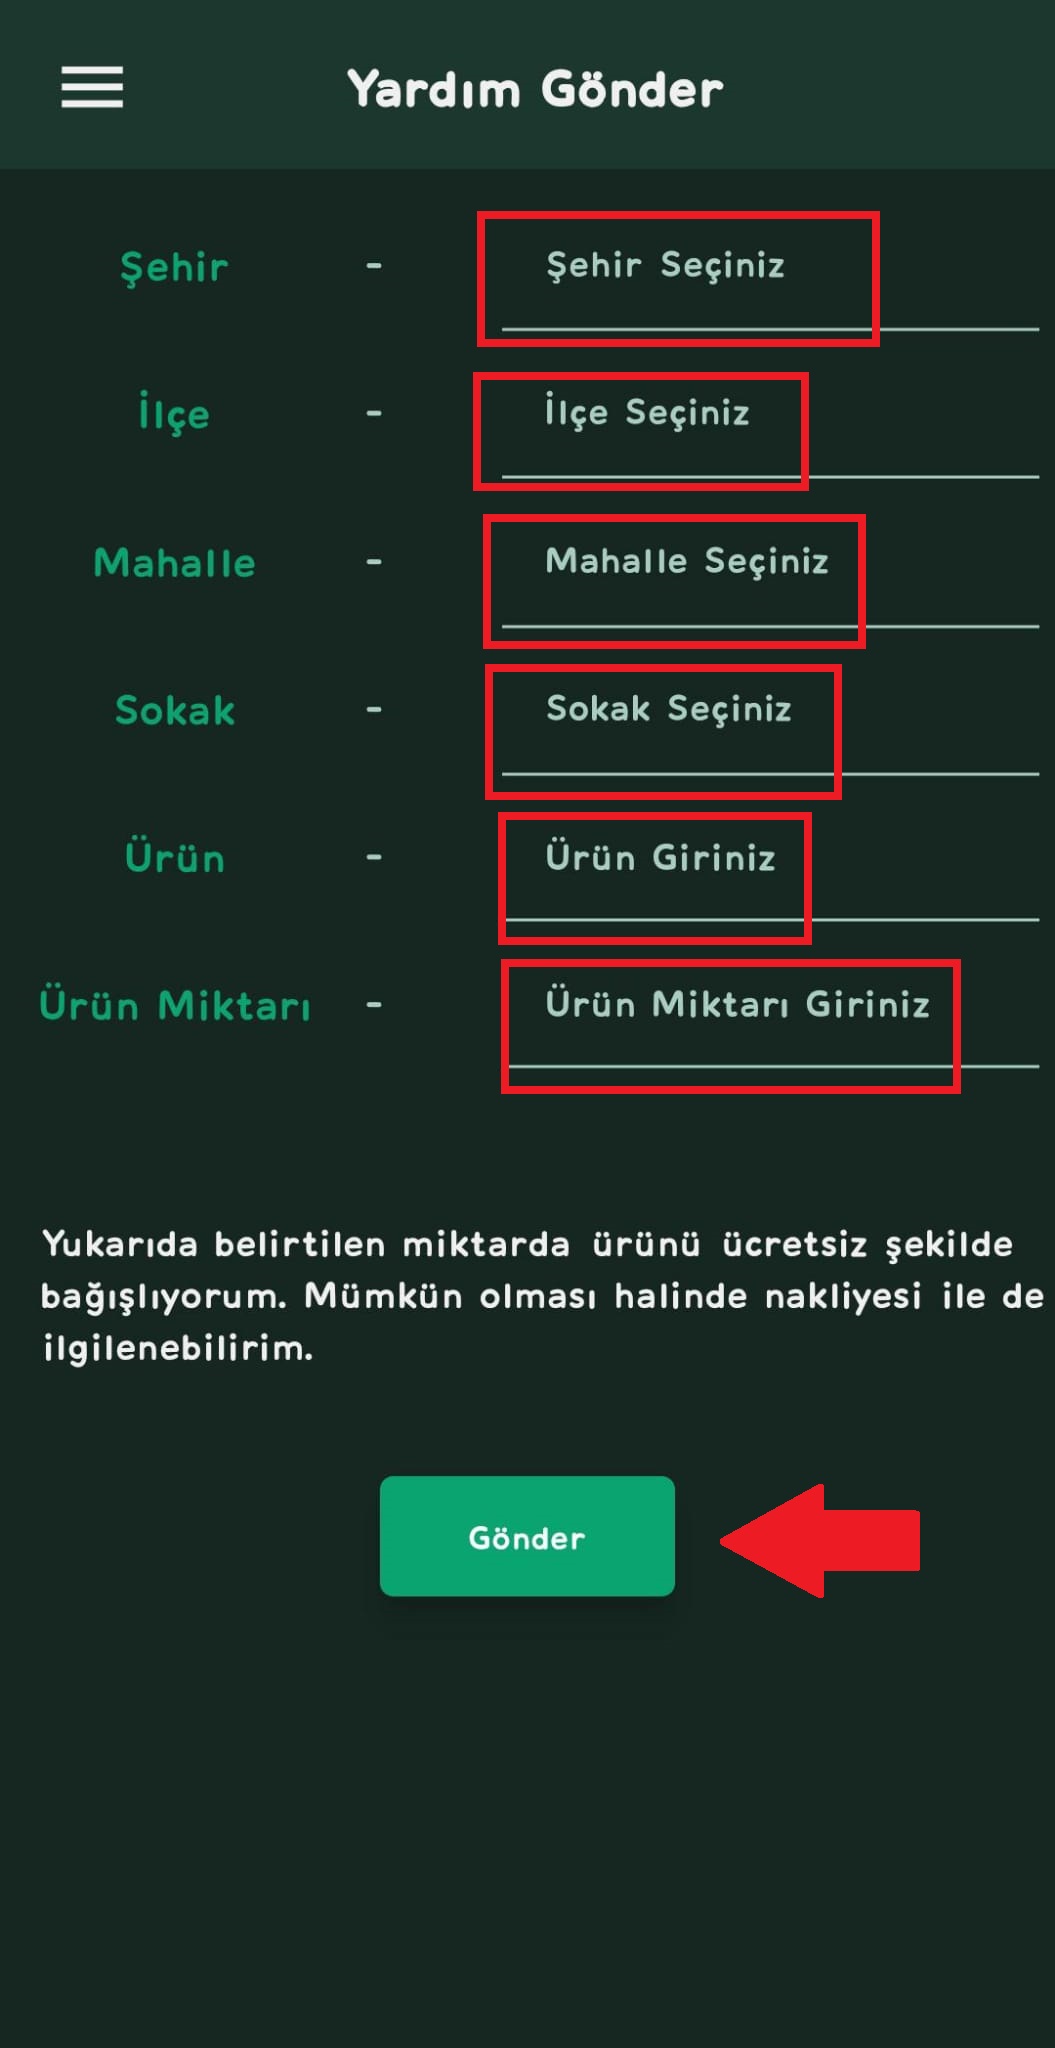 Yardım Gönder
Şehir - Şehir Seçiniz
İlçe - İlçe Seçiniz
Mahalle - Mahalle Seçiniz
Sokak - Sokak Seçiniz
Ürün - Ürün Giriniz
Ürün Miktarı - Ürün Miktarı Giriniz
Yukarıda belirtilen miktarda ürünü ücretsiz şekilde
bağışlıyorum. Mümkün olması halinde nakliyesi ile de
ilgilenebilirim.
Gönder